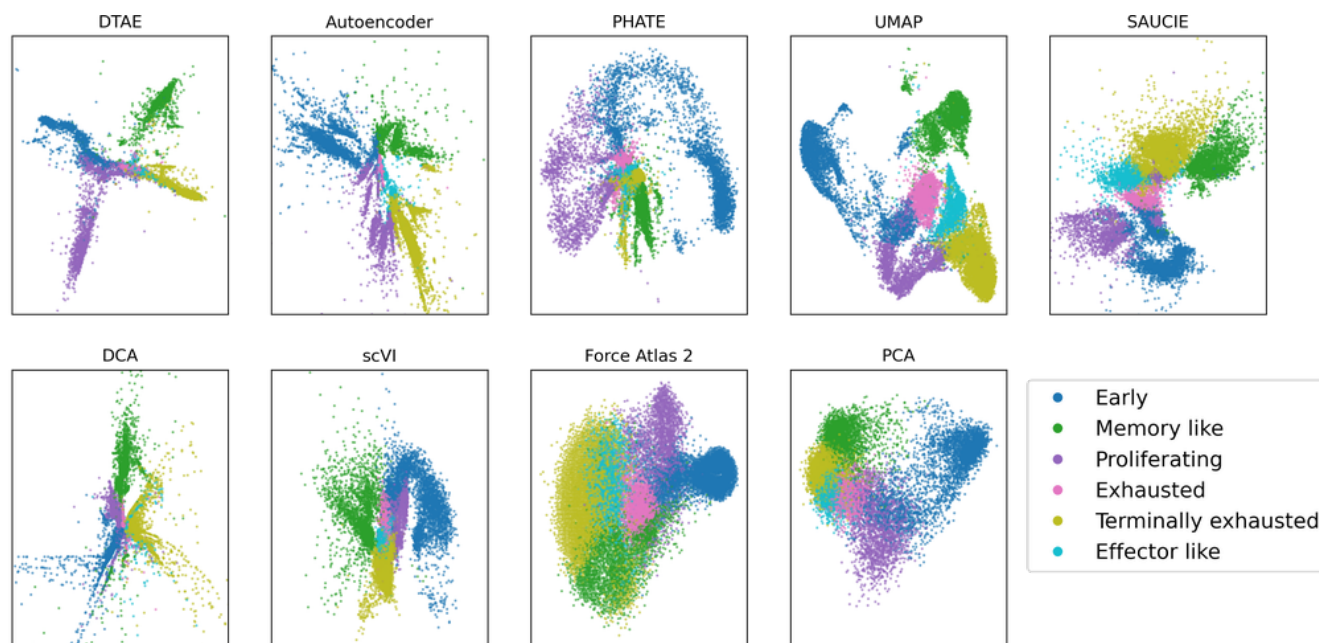 DTAE
Autoencoder
PHATE
UMAP
SAUCIE
DCA
scVI
Force Atlas 2
PCA
Early
Memory like
Proliferating
Exhausted
Terminally exhausted
Effector like